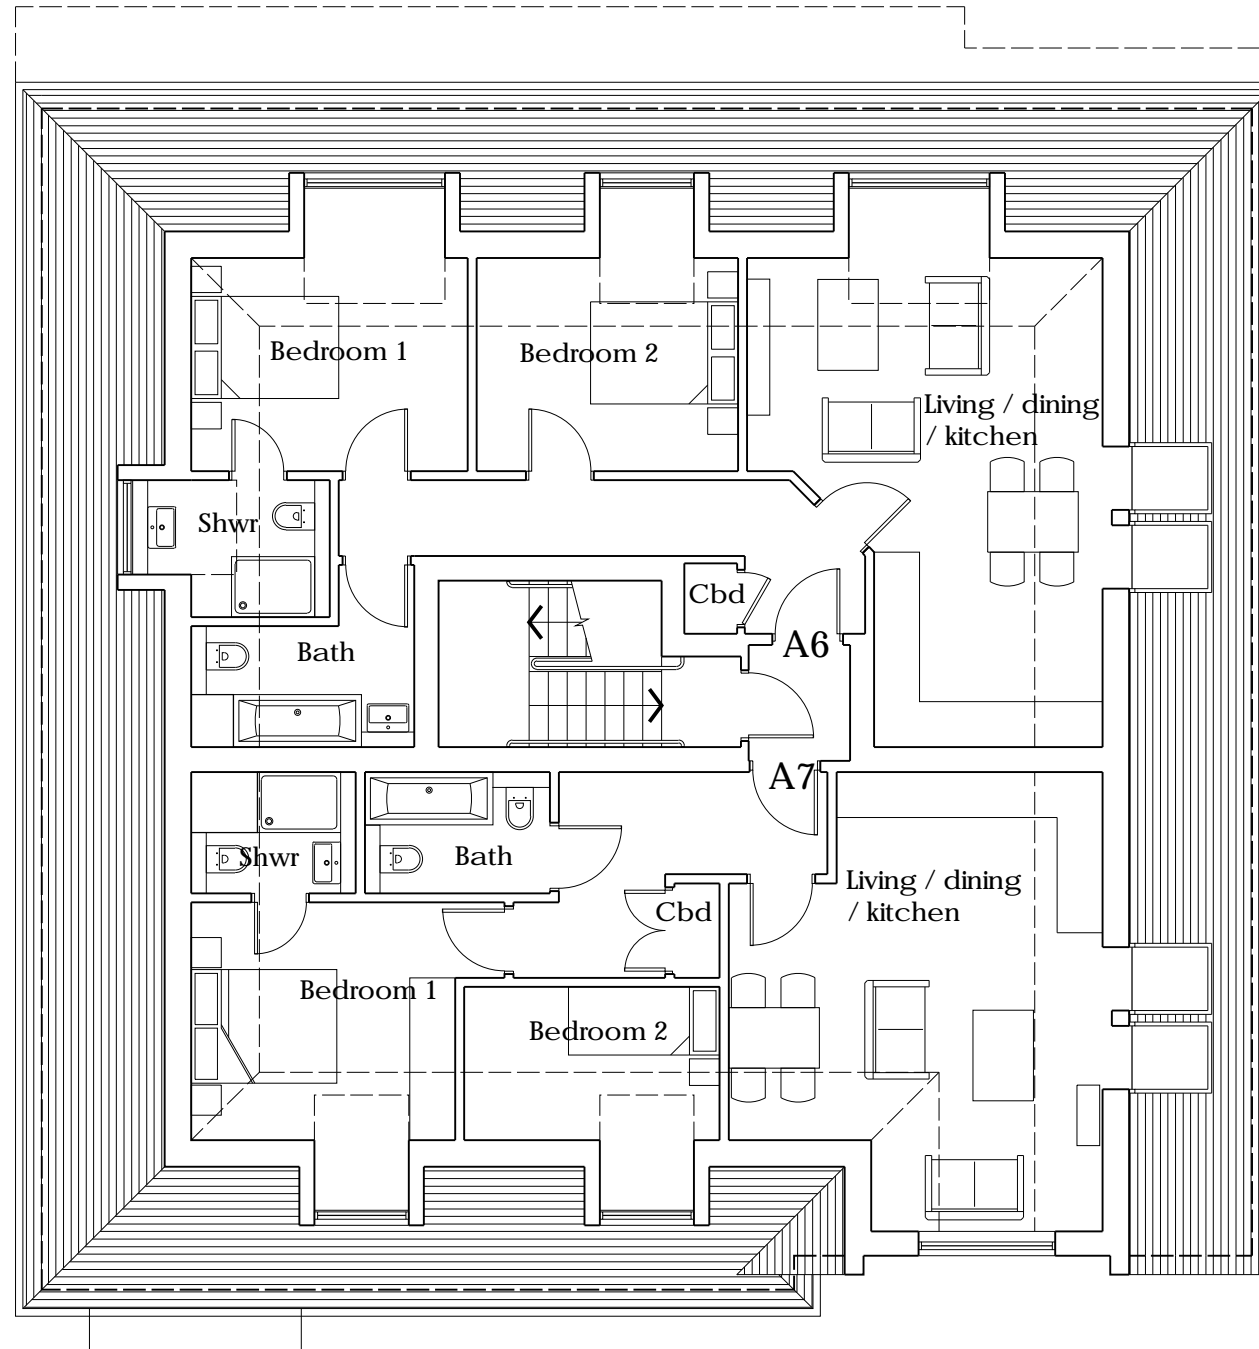 Bedroom 1
Bedroom 2
Living / dining
/ kitchen
Shwr
Cbd
A6
Bath
A7
Shwr
Bath
Living / dining
/ kitchen
Cbd
Bedroom 1
Bedroom 2